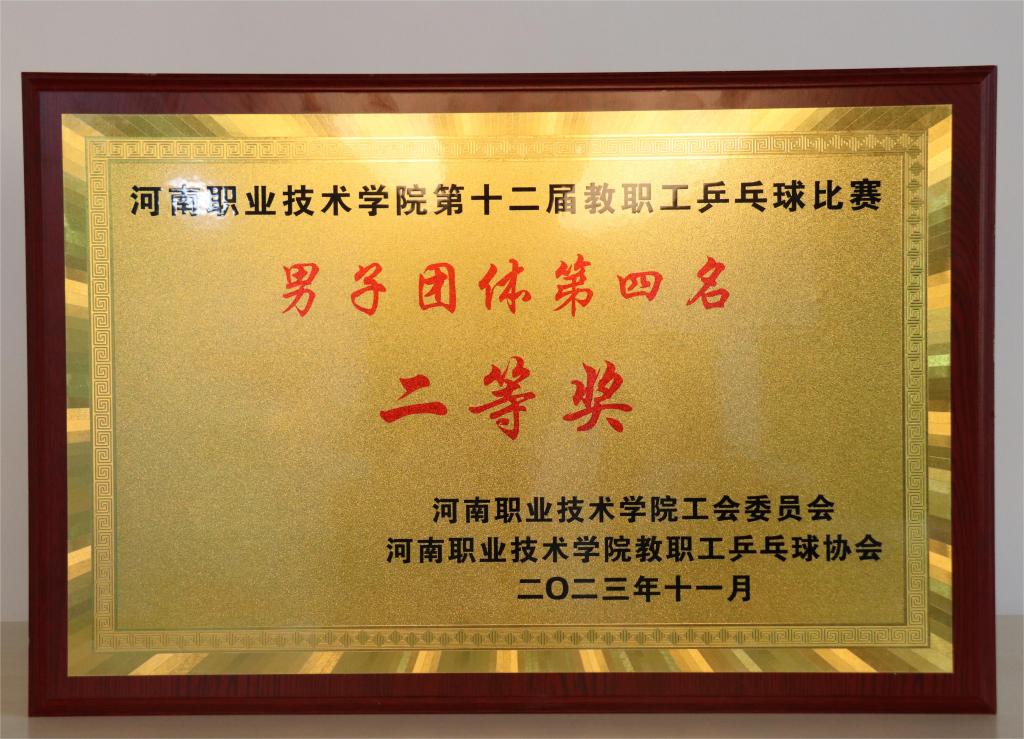 河南职业技术学院第十二届教职工乒乓球比赛
男子团体第四名
二等奖
河南职业技术学院工会委员会
河南职业技术学院教职工乒乓球协会
二〇二三年十一月